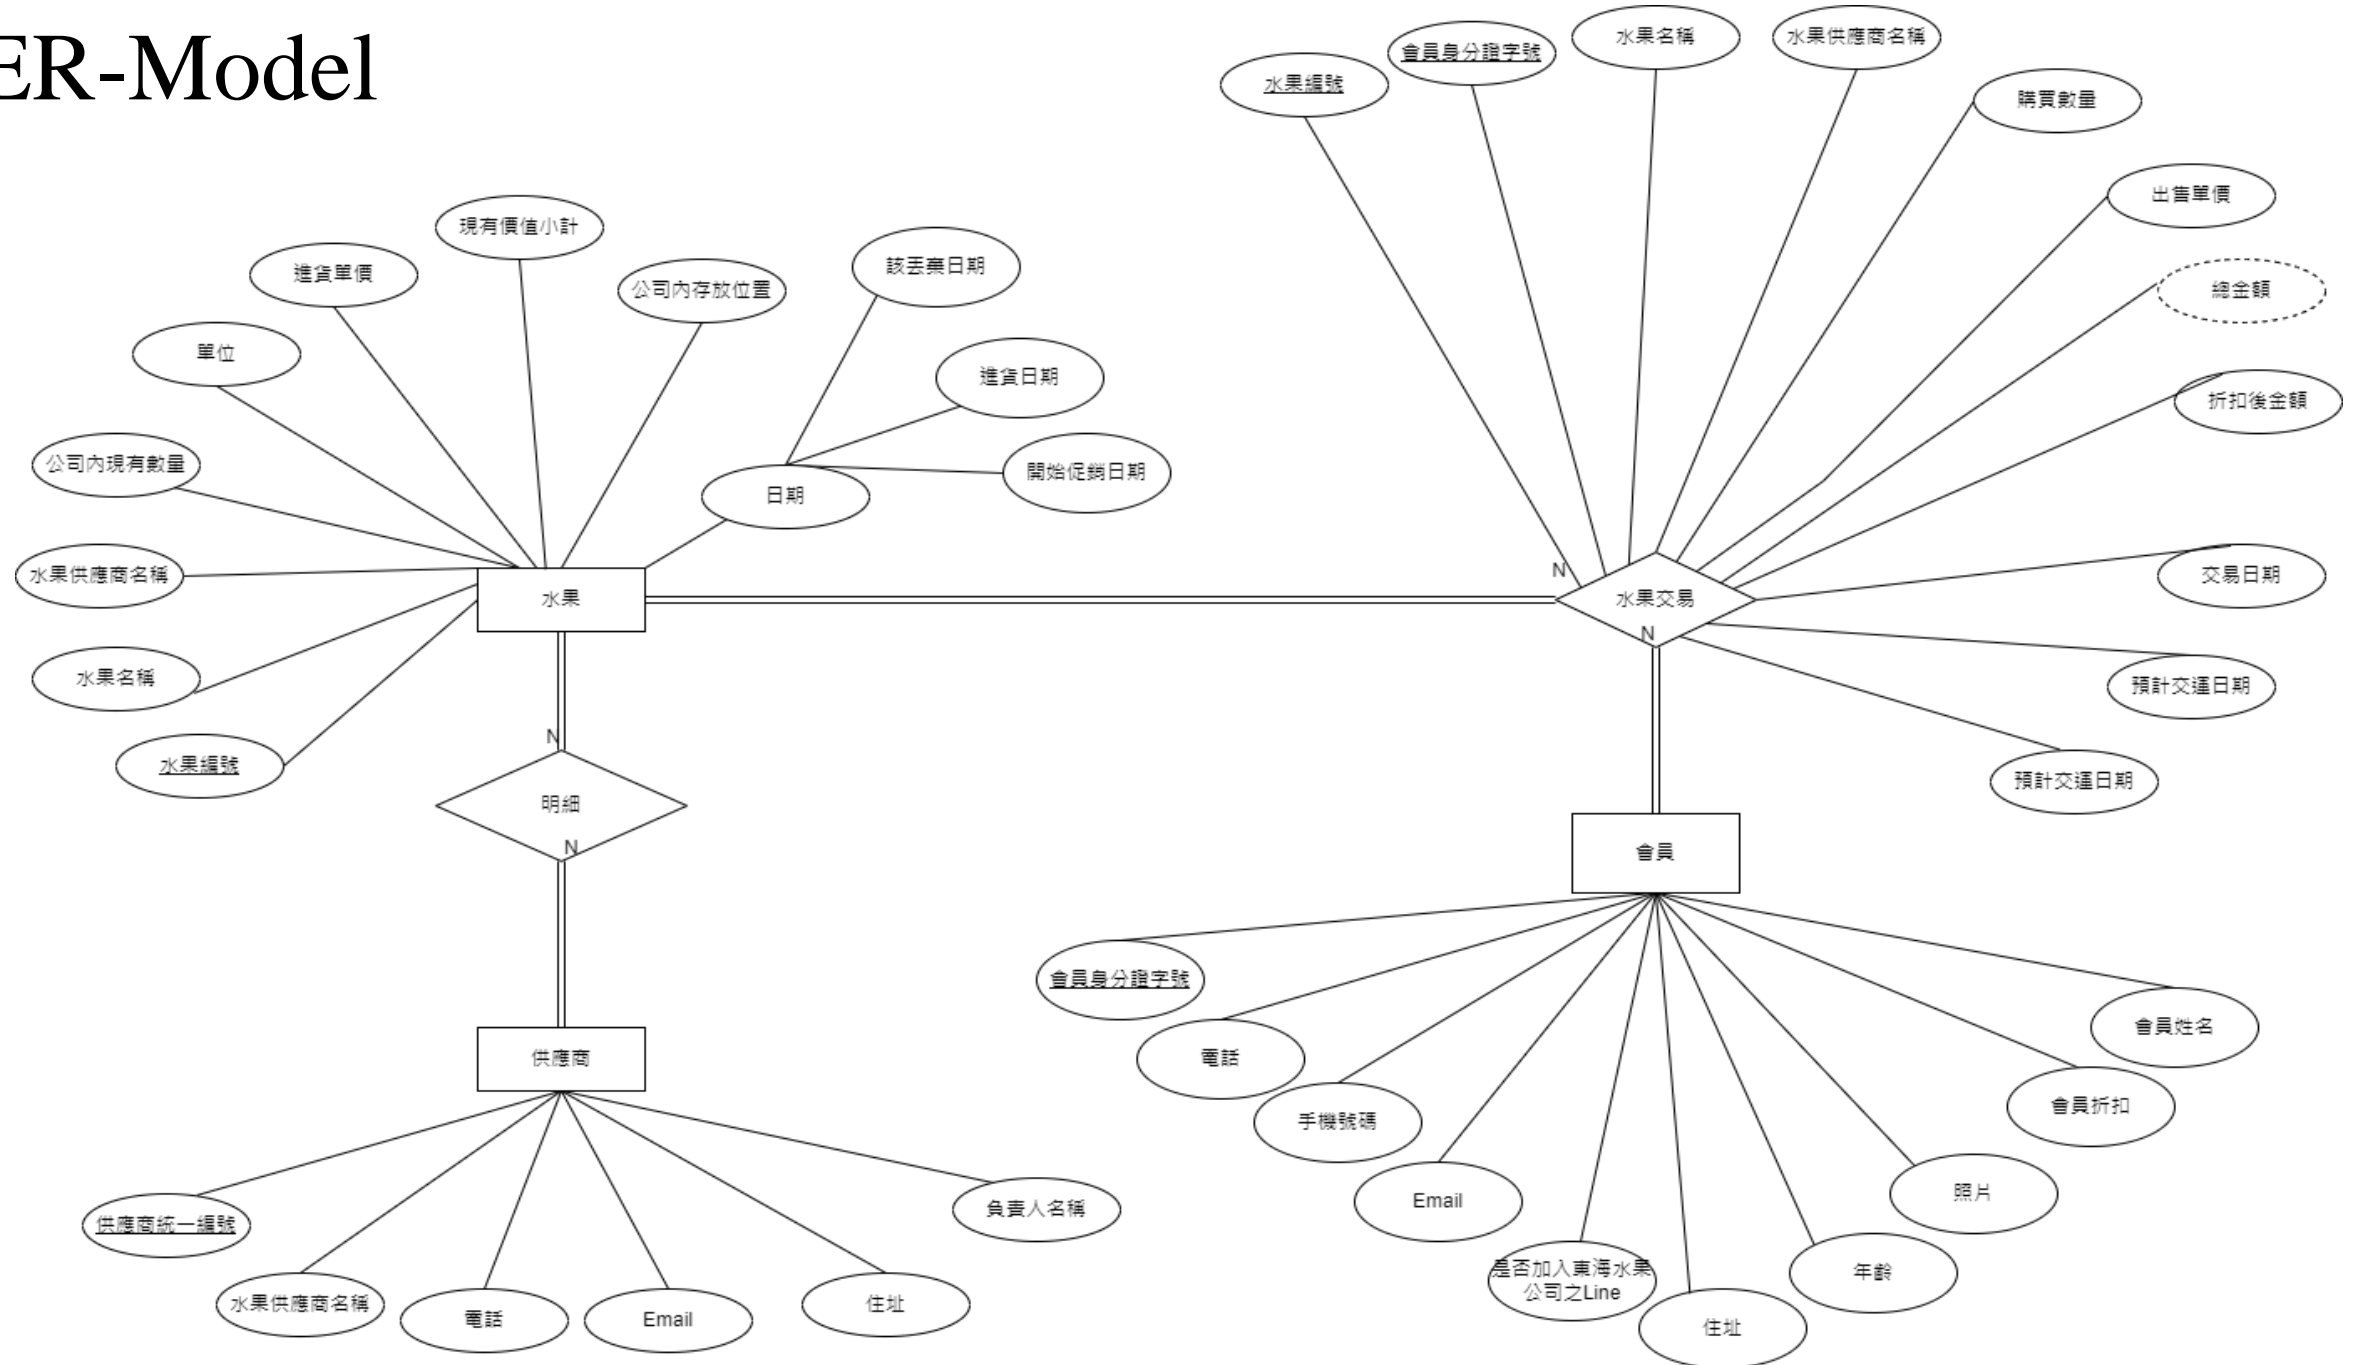 ER-Model
水果編號
會員身分證字號
水果名稱
水果供應商名稱
購買數量
出售單價
總金額
折扣後金額
交易日期
預計交運日期
預計交運日期
水果交易
N
N
現有價值小計
進貨單價
公司內存放位置
該丟棄日期
進貨日期
開始促銷日期
日期
單位
公司內現有數量
水果供應商名稱
水果名稱
水果編號
水果
N
明細
N
供應商
供應商統一編號
水果供應商名稱
電話
Email
住址
負責人名稱
會員
會員身分證字號
電話
手機號碼
Email
是否加入東海水果
公司之Line
住址
年齡
照片
會員折扣
會員姓名